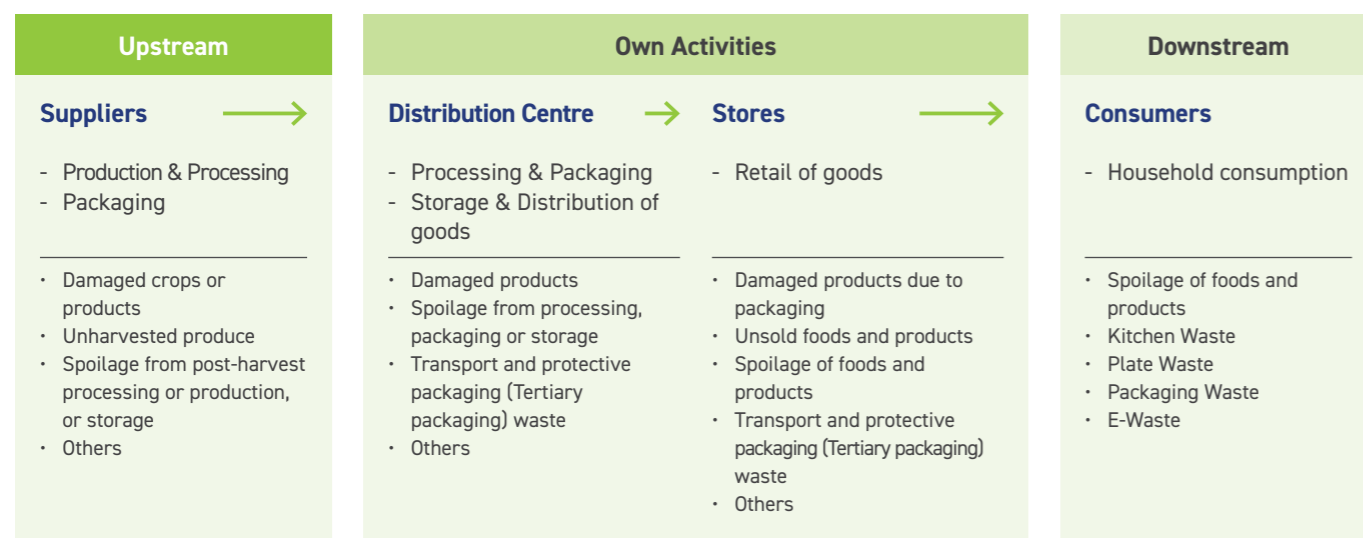 Upstream
Suppliers
- Production & Processing
- Packaging
• Damaged crops or
products
• Unharvested produce
• Spoilage from post-harvest
processing or production,
or storage
• Others
Own Activities
Distribution Centre
- Processing & Packaging
- Storage & Distribution of
goods
• Damaged products
• Spoilage from processing,
packaging or storage
• Transport and protective
packaging (Tertiary
packaging) waste
• Others
Stores
- Retail of goods
• Damaged products due to
packaging
• Unsold foods and products
• Spoilage of foods and
products
• Transport and protective
packaging (Tertiary packaging)
waste
• Others
Downstream
Consumers
- Household consumption
• Spoilage of foods and
products
• Kitchen Waste
• Plate Waste
• Packaging Waste
• E-Waste